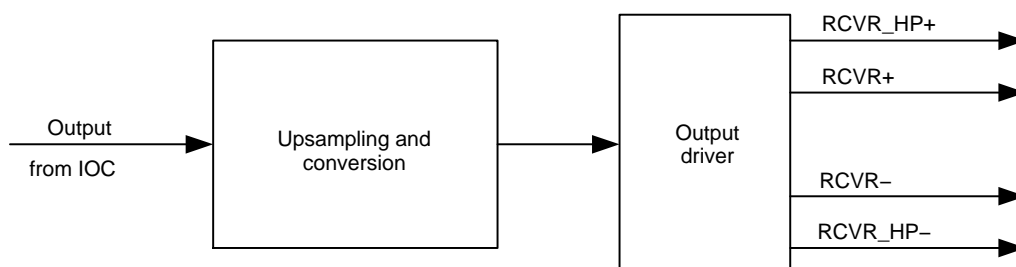 Output
from IOC
Upsampling and
conversion
Output
driver
RCVR_HP+
RCVR+
RCVR−
RCVR_HP−